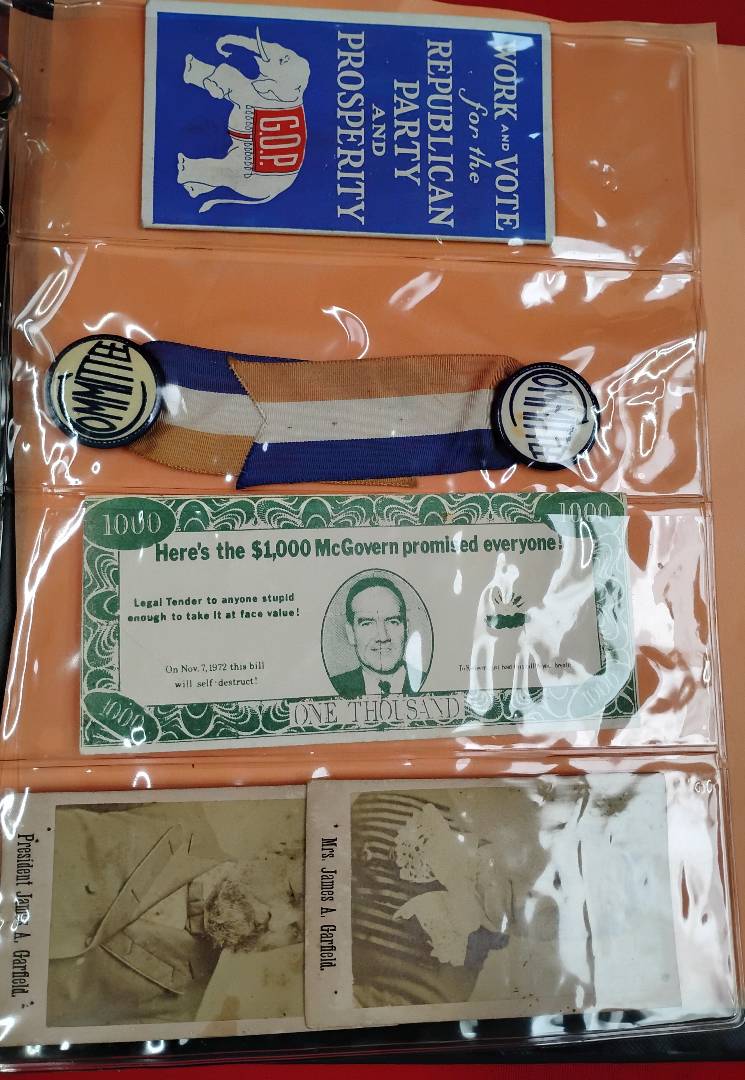 WORK AND VOTE
for the
REPUBLICAN
PARTY
AND
PROSPERITY
G.O.P.
COMMITTEE
COMMITTEE
1000
1000
Here's the $1,000 McGovern promised everyone!
Legal Tender to anyone stupid
enough to take it at face value!
On Nov. 7, 1972 this bill
will self-destruct!
1000
ONE THOUSAND
1000
President James A. Garfield.
Mrs. James A. Garfield.